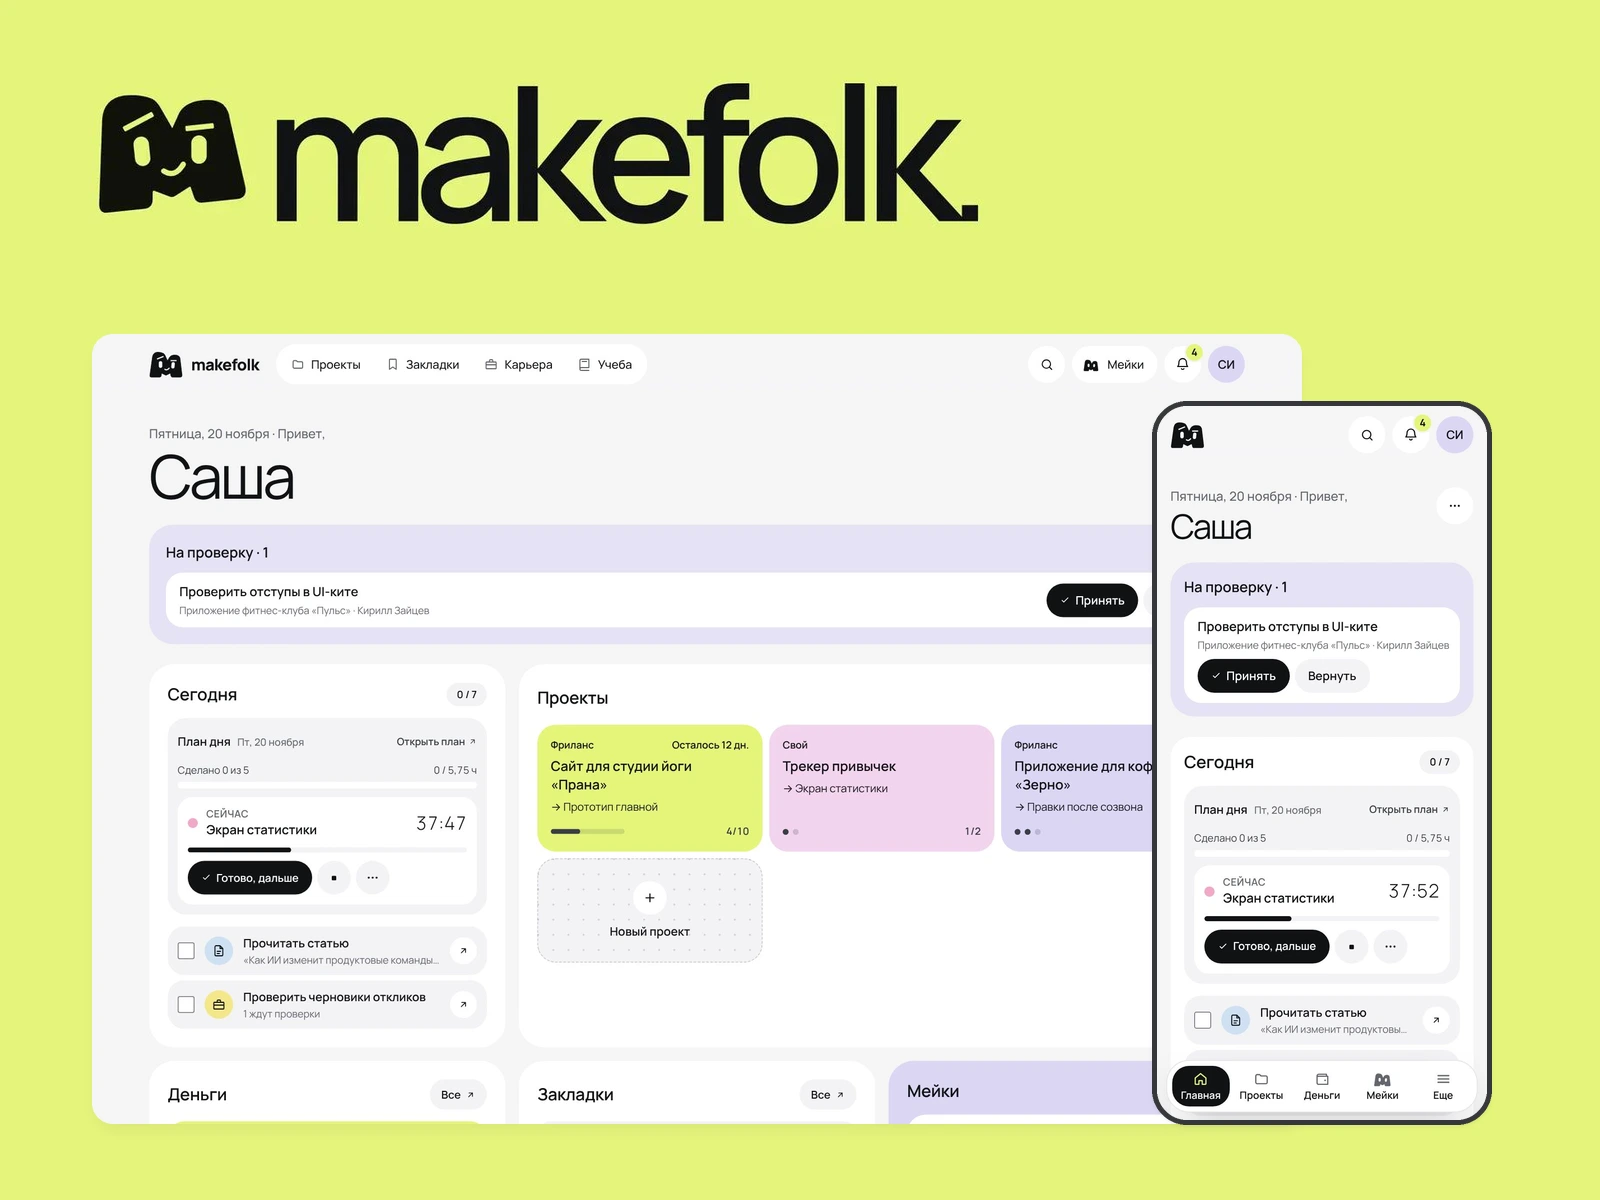 makefolk.
makefolk
Проекты
Закладки
Карьера
Учеба
Мейки
4
СИ
Пятница, 20 ноября · Привет,
Саша
На проверку · 1
Проверить отступы в UI-ките
Приложение фитнес-клуба «Пульс» · Кирилл Зайцев
Принять
Сегодня
0 / 7
План дня Пт, 20 ноября
Открыть план
Сделано 0 из 5
0 / 5,75 ч
СЕЙЧАС
Экран статистики
37:47
Готово, дальше
Прочитать статью
«Как ИИ изменит продуктовые команды...
Проверить черновики откликов
1 ждут проверки
Проекты
Фриланс
Осталось 12 дн.
Сайт для студии йоги
«Прана»
→ Прототип главной
4/10
Свой
Трекер привычек
→ Экран статистики
1/2
Фриланс
Приложение для коф
«Зерно»
→ Правки после созвона
Новый проект
Деньги
Все
Закладки
Все
Мейки
4
СИ
Пятница, 20 ноября · Привет,
Саша
На проверку · 1
Проверить отступы в UI-ките
Приложение фитнес-клуба «Пульс» · Кирилл Зайцев
Принять
Вернуть
Сегодня
0 / 7
План дня Пт, 20 ноября
Открыть план
Сделано 0 из 5
0 / 5,75 ч
СЕЙЧАС
Экран статистики
37:52
Готово, дальше
Прочитать статью
«Как ИИ изменит продуктовы...
Главная
Проекты
Деньги
Мейки
Еще